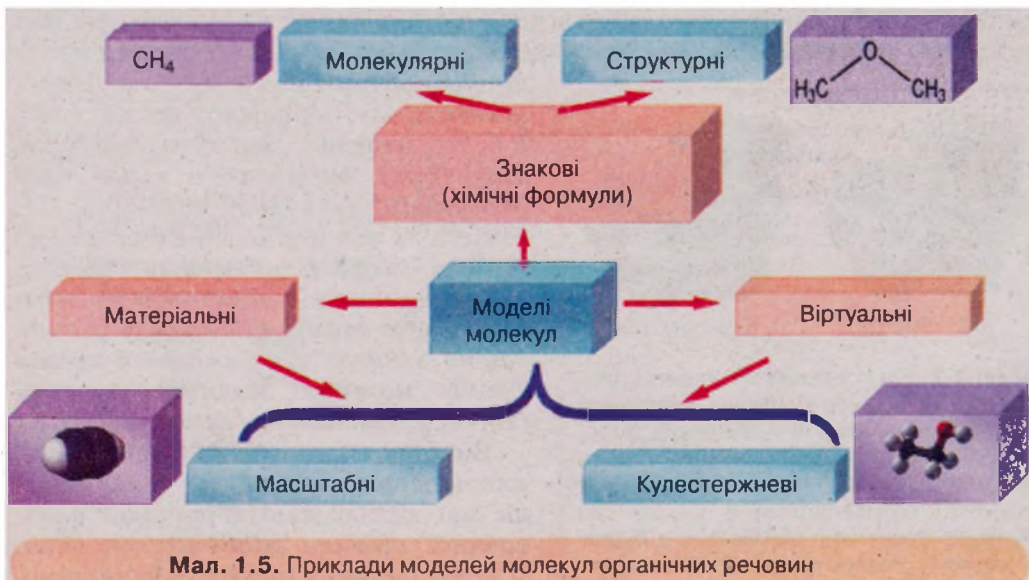 CH₄
Молекулярні
Структурні
O
H₃C
CH₃
Знакові
(хімічні формули)
Матеріальні
Моделі
молекул
Віртуальні
Масштабні
Кулестержневі
Мал. 1.5. Приклади моделей молекул органічних речовин